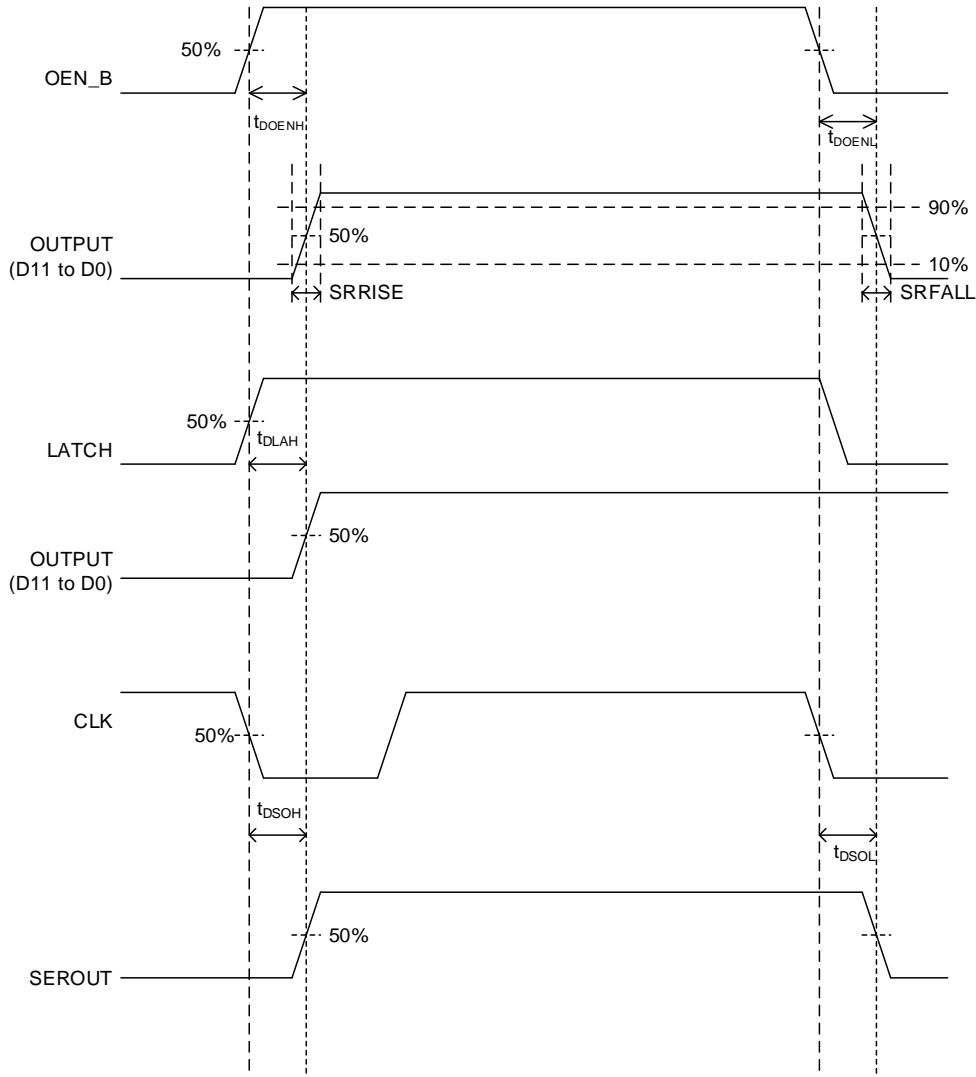 50%
OEN_B
tDOENH
tDOENL
90%
OUTPUT
(D11 to D0)
50%
10%
SRRISE
SRFALL
50%
LATCH
tDLAH
OUTPUT
(D11 to D0)
50%
CLK
50%
tDSOH
tDSOL
50%
SEROUT